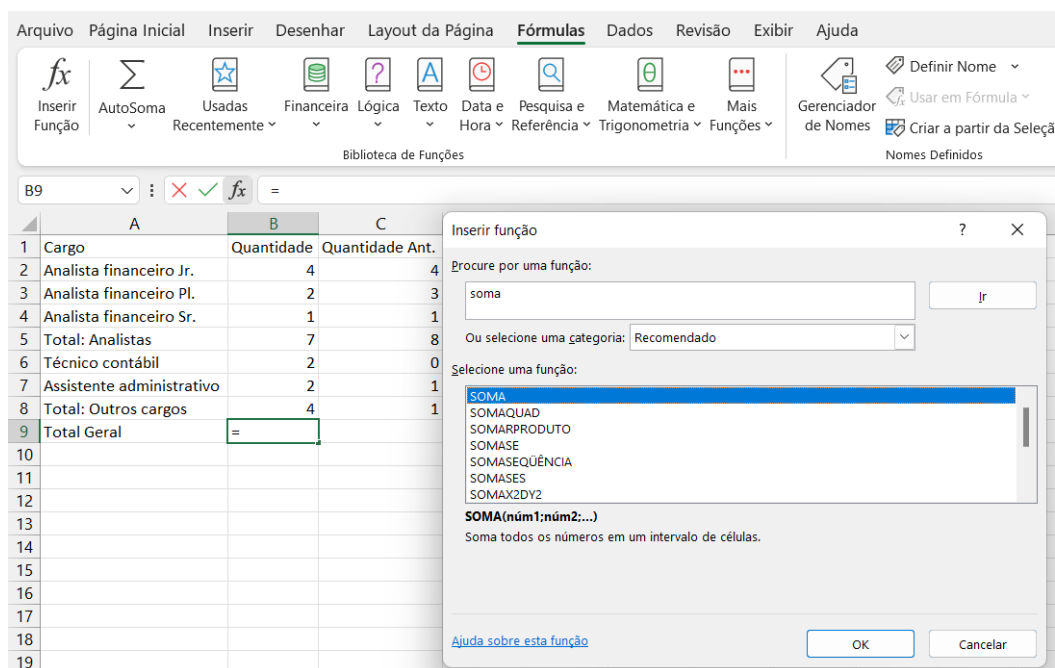 Arquivo Página Inicial Inserir Desenhar Layout da Página Fórmulas Dados Revisão Exibir Ajuda
fx
Inserir Função
AutoSoma
Usadas Recentemente
Financeira
Lógica
Texto
Data e Hora
Pesquisa e Referência
Matemática e Trigonometria
Mais Funções
Biblioteca de Funções
Gerenciador de Nomes
Definir Nome
Usar em Fórmula
Criar a partir da Seleçã
Nomes Definidos
B9 fx =
A B C
1 Cargo Quantidade Quantidade Ant.
2 Analista financeiro Jr. 4 4
3 Analista financeiro Pl. 2 3
4 Analista financeiro Sr. 1 1
5 Total: Analistas 7 8
6 Técnico contábil 2 0
7 Assistente administrativo 2 1
8 Total: Outros cargos 4 1
9 Total Geral =
10
11
12
13
14
15
16
17
18
19
Inserir função ?
Procure por uma função:
soma
Ir
Ou selecione uma categoria: Recomendado
Selecione uma função:
SOMA
SOMAQUAD
SOMARPRODUTO
SOMASE
SOMASEQÜÊNCIA
SOMASES
SOMAX2DY2
SOMA(núm1;núm2;...)
Soma todos os números em um intervalo de células.
Ajuda sobre esta função
OK Cancelar